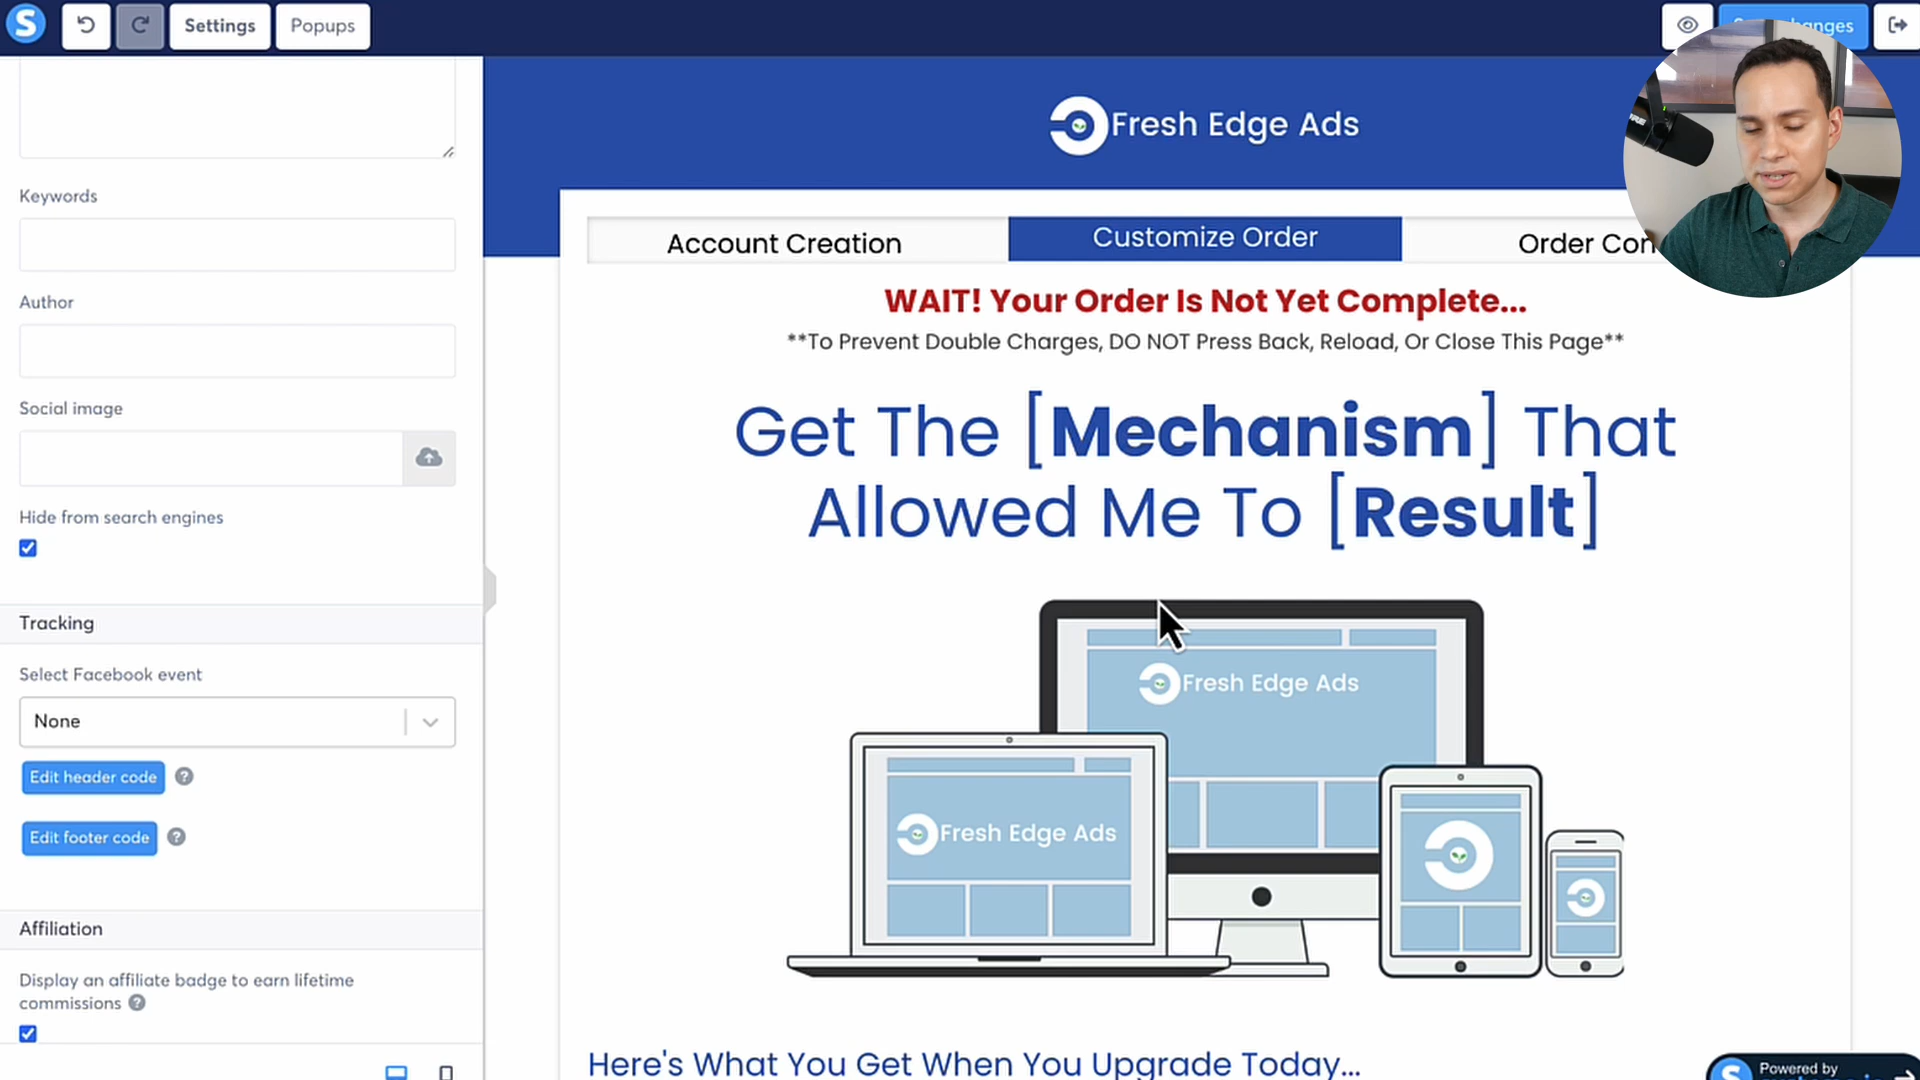 S
Settings
Popups
Fresh Edge Ads
Keywords
Account Creation
Customize Order
Author
WAIT! Your Order Is Not Yet Complete...
**To Prevent Double Charges, DO NOT Press Back, Reload, Or Close This Page**
Social image
Get The [Mechanism] That
Allowed Me To [Result]
Hide from search engines
Tracking
Select Facebook event
None
Edit header code ?
Edit footer code ?
Fresh Edge Ads
Fresh Edge Ads
Affiliation
Display an affiliate badge to earn lifetime
commissions ?
Here's What You Get When You Upgrade Today...
S Powered by